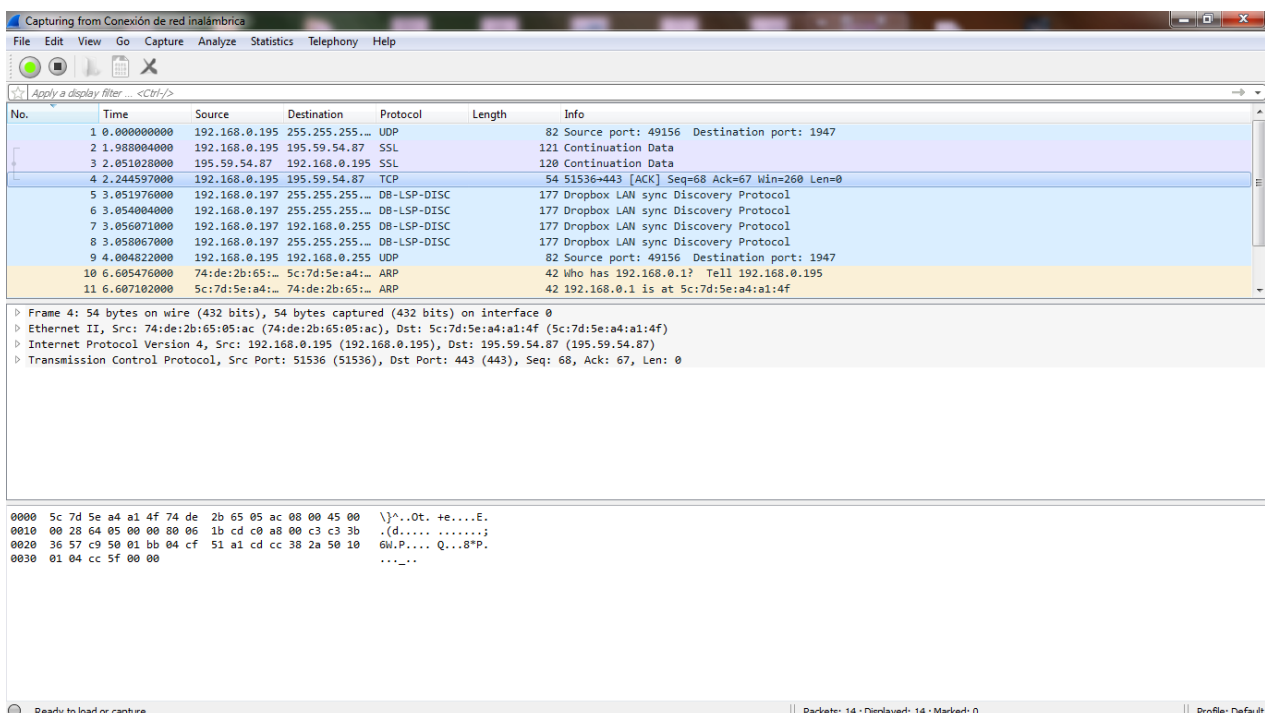 Capturing from Conexión de red inalámbrica
File Edit View Go Capture Analyze Statistics Telephony Help
Apply a display filter ... <Ctrl-/>
No. Time Source Destination Protocol Length Info
1 0.000000000 192.168.0.195 255.255.255.… UDP 82 Source port: 49156 Destination port: 1947
2 1.988004000 192.168.0.195 195.59.54.87 SSL 121 Continuation Data
3 2.051028000 195.59.54.87 192.168.0.195 SSL 120 Continuation Data
4 2.244597000 192.168.0.195 195.59.54.87 TCP 54 51536→443 [ACK] Seq=68 Ack=67 Win=260 Len=0
5 3.051976000 192.168.0.197 255.255.255.… DB-LSP-DISC 177 Dropbox LAN sync Discovery Protocol
6 3.054004000 192.168.0.197 255.255.255.… DB-LSP-DISC 177 Dropbox LAN sync Discovery Protocol
7 3.056071000 192.168.0.197 192.168.0.255 DB-LSP-DISC 177 Dropbox LAN sync Discovery Protocol
8 3.058067000 192.168.0.197 255.255.255.… DB-LSP-DISC 177 Dropbox LAN sync Discovery Protocol
9 4.004822000 192.168.0.195 192.168.0.255 UDP 82 Source port: 49156 Destination port: 1947
10 6.605476000 74:de:2b:65:… 5c:7d:5e:a4:… ARP 42 Who has 192.168.0.1? Tell 192.168.0.195
11 6.607102000 5c:7d:5e:a4:… 74:de:2b:65:… ARP 42 192.168.0.1 is at 5c:7d:5e:a4:a1:4f
Frame 4: 54 bytes on wire (432 bits), 54 bytes captured (432 bits) on interface 0
Ethernet II, Src: 74:de:2b:65:05:ac (74:de:2b:65:05:ac), Dst: 5c:7d:5e:a4:a1:4f (5c:7d:5e:a4:a1:4f)
Internet Protocol Version 4, Src: 192.168.0.195 (192.168.0.195), Dst: 195.59.54.87 (195.59.54.87)
Transmission Control Protocol, Src Port: 51536 (51536), Dst Port: 443 (443), Seq: 68, Ack: 67, Len: 0
0000 5c 7d 5e a4 a1 4f 74 de 2b 65 05 ac 08 00 45 00 \}^..Ot. +e....E.
0010 00 28 64 05 00 00 80 06 1b cd c0 a8 00 c3 c3 3b .(d..... .......;
0020 36 57 c9 50 01 bb 04 cf 51 a1 cd cc 38 2a 50 10 6W.P.... Q...8*P.
0030 01 04 cc 5f 00 00 ..._..
Ready to load or capture Packets: 14 · Displayed: 14 · Marked: 0 Profile: Default